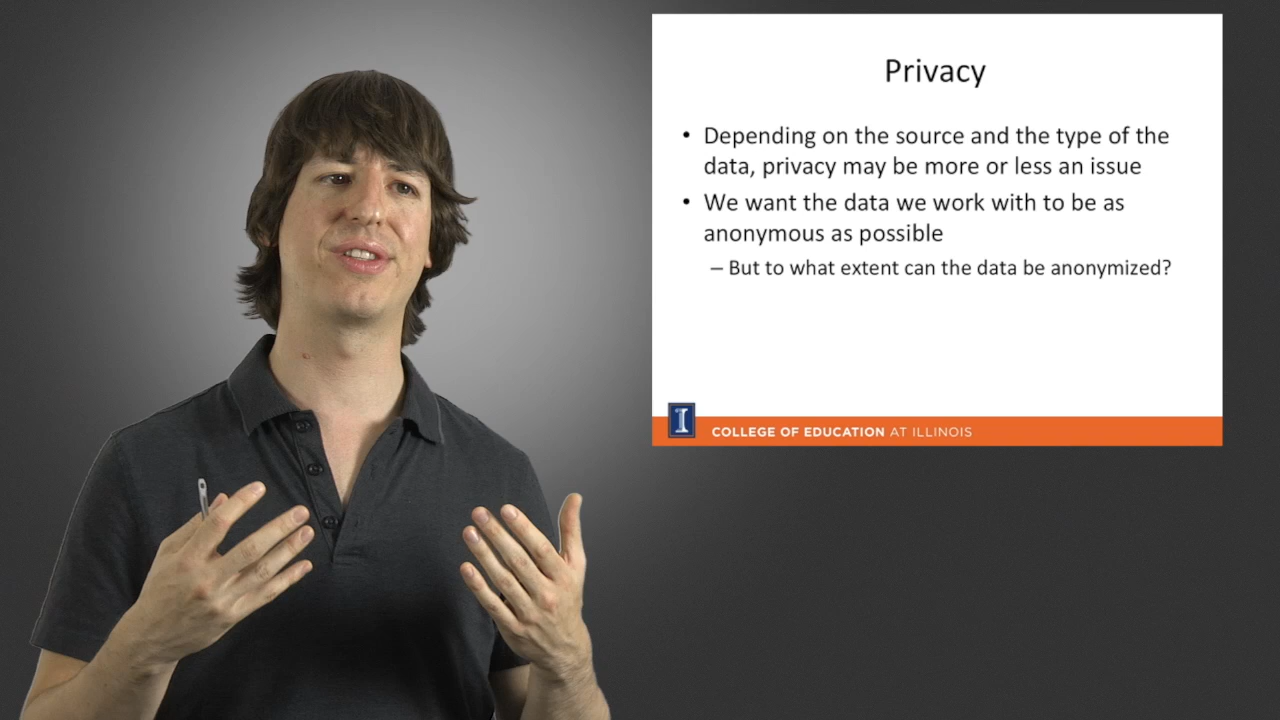 Privacy
• Depending on the source and the type of the
data, privacy may be more or less an issue
• We want the data we work with to be as
anonymous as possible
– But to what extent can the data be anonymized?
I
COLLEGE OF EDUCATION AT ILLINOIS